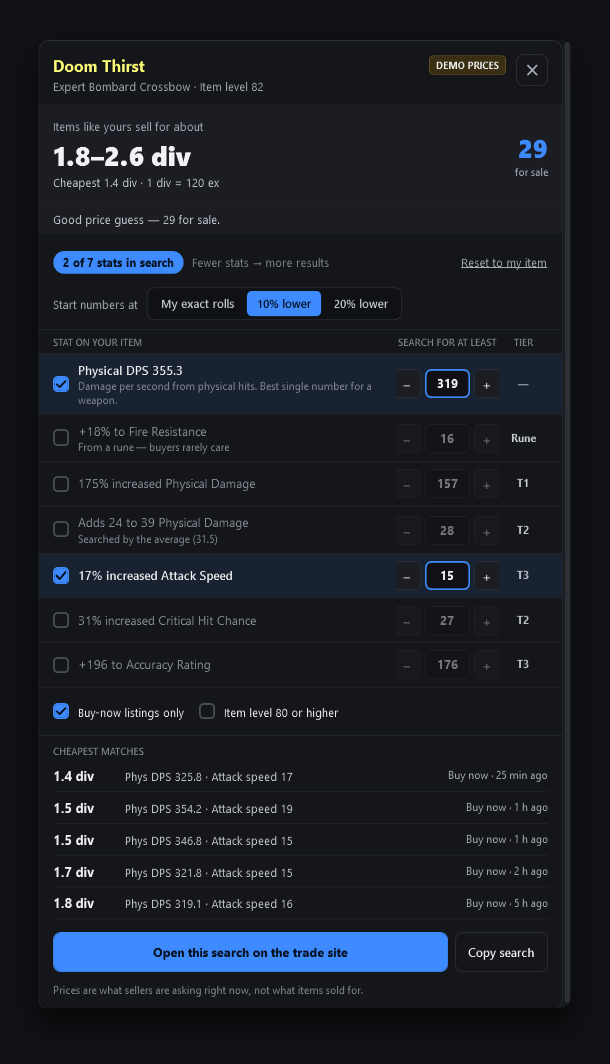 Doom Thirst
DEMO PRICES
Expert Bombard Crossbow · Item level 82
Items like yours sell for about
1.8–2.6 div
29
Cheapest 1.4 div · 1 div = 120 ex
for sale
Good price guess — 29 for sale.
2 of 7 stats in search
Fewer stats → more results
Reset to my item
Start numbers at
My exact rolls
10% lower
20% lower
STAT ON YOUR ITEM
SEARCH FOR AT LEAST
TIER
Physical DPS 355.3
Damage per second from physical hits. Best single number for a
weapon.
– 319 +
—
+18% to Fire Resistance
From a rune — buyers rarely care
– 16 +
Rune
175% increased Physical Damage
– 157 +
T1
Adds 24 to 39 Physical Damage
Searched by the average (31.5)
– 28 +
T2
17% increased Attack Speed
– 15 +
T3
31% increased Critical Hit Chance
– 27 +
T2
+196 to Accuracy Rating
– 176 +
T3
Buy-now listings only
Item level 80 or higher
CHEAPEST MATCHES
1.4 div Phys DPS 325.8 · Attack speed 17 Buy now · 25 min ago
1.5 div Phys DPS 354.2 · Attack speed 19 Buy now · 1 h ago
1.5 div Phys DPS 346.8 · Attack speed 15 Buy now · 1 h ago
1.7 div Phys DPS 321.8 · Attack speed 15 Buy now · 2 h ago
1.8 div Phys DPS 319.1 · Attack speed 16 Buy now · 5 h ago
Open this search on the trade site
Copy search
Prices are what sellers are asking right now, not what items sold for.